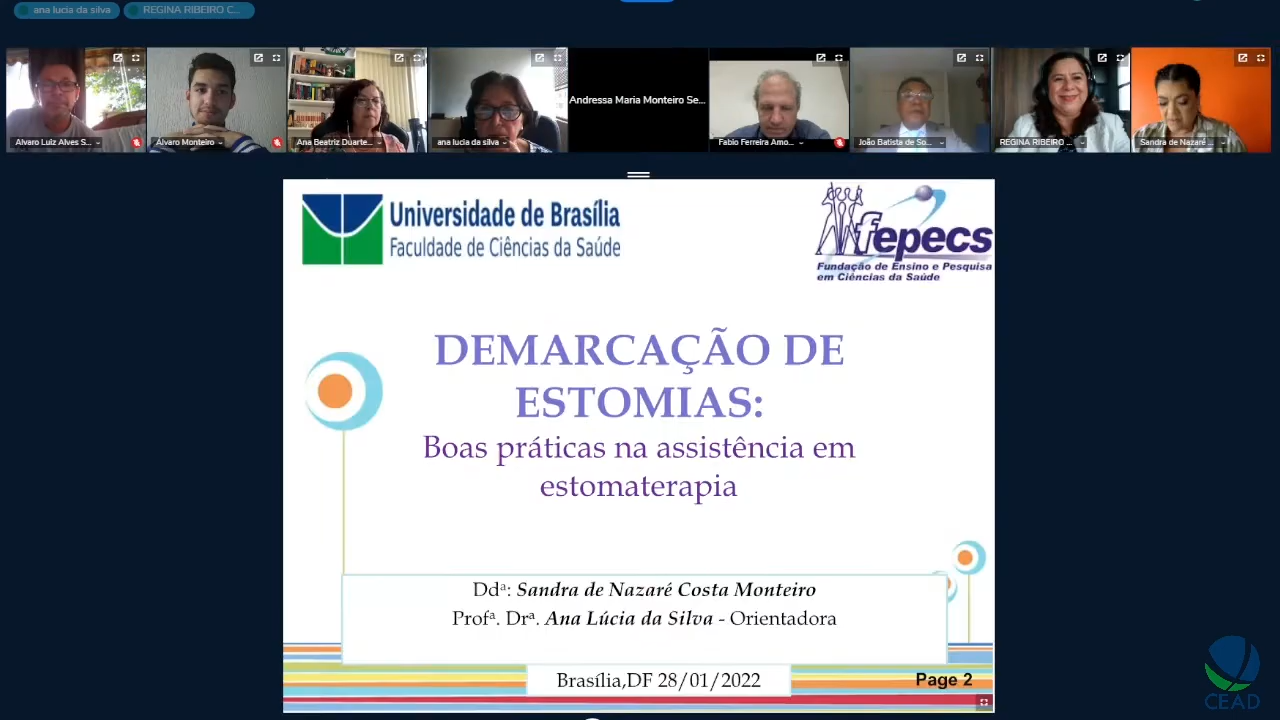 ana lucia da silva
REGINA RIBEIRO C...
Alvaro Luiz Alves S...
Álvaro Monteiro
Ana Beatriz Duarte...
ana lucia da silva
Andressa Maria Monteiro Se...
Fabio Ferreira Amo...
João Batista de So...
REGINA RIBEIRO ...
Sandra de Nazaré ...
Universidade de Brasília
Faculdade de Ciências da Saúde
fepecs
Fundação de Ensino e Pesquisa
em Ciências da Saúde
DEMARCAÇÃO DE
ESTOMIAS:
Boas práticas na assistência em
estomaterapia
Ddª: Sandra de Nazaré Costa Monteiro
Profª. Drª. Ana Lúcia da Silva - Orientadora
Brasília,DF 28/01/2022
Page 2
CEAD